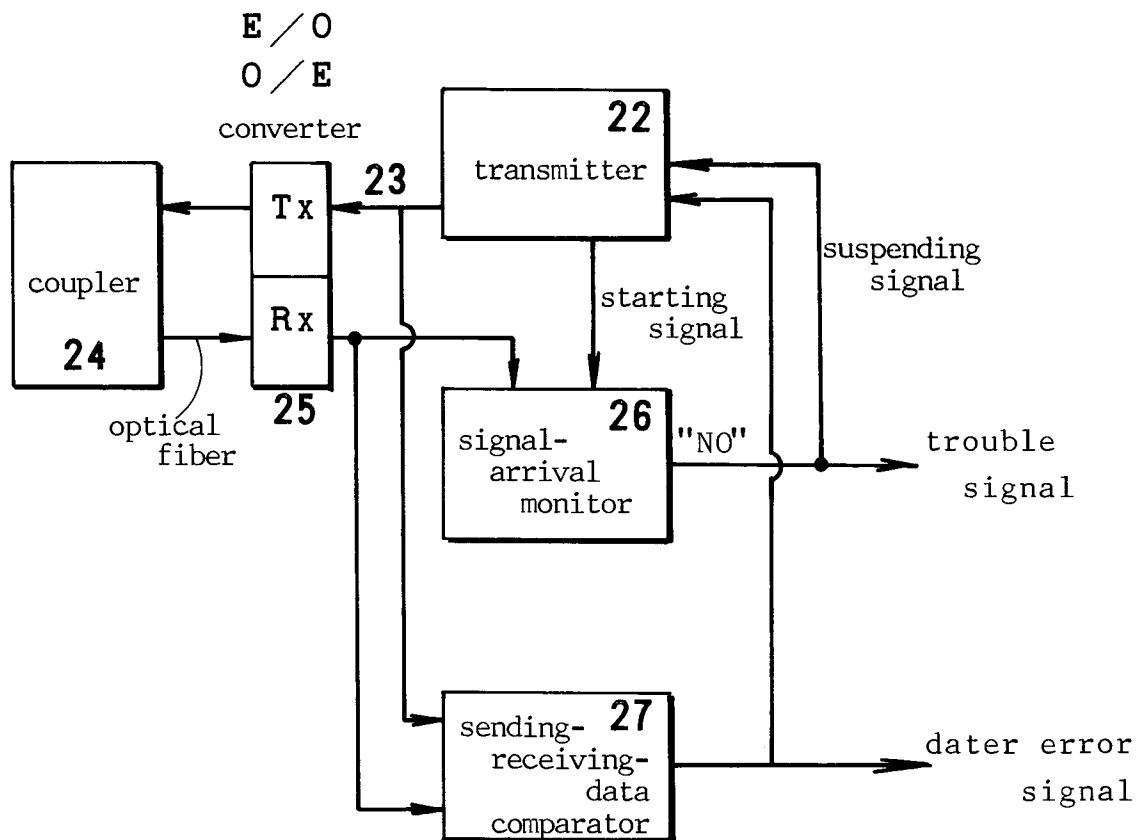 E/O
O/E
converter
22
transmitter
23
Tx
coupler
24
Rx
25
optical
fiber
starting
signal
suspending
signal
26
signal-
arrival
monitor
"NO"
trouble
signal
27
sending-
receiving-
data
comparator
dater error
signal